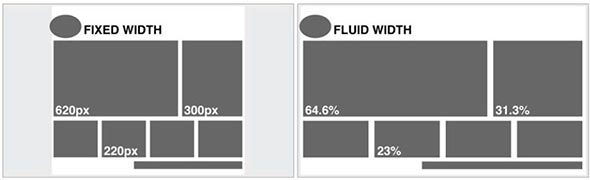 FIXED WIDTH
620px
300px
220px
FLUID WIDTH
64.6%
31.3%
23%